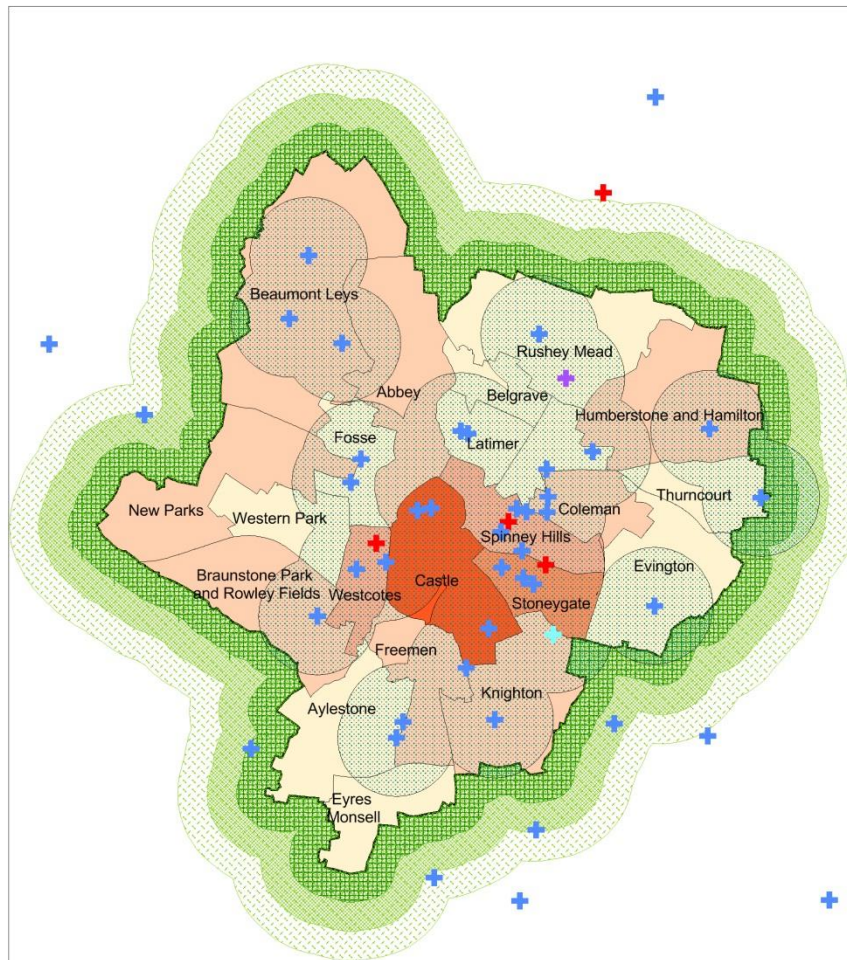 Beaumont Leys
Rushey Mead
Abbey
Belgrave
Humberstone and Hamilton
Fosse
Latimer
Thurncourt
New Parks
Western Park
Coleman
Spinney Hills
Evington
Braunstone Park
and Rowley Fields
Westcotes
Castle
Stoneygate
Freemen
Knighton
Aylestone
Eyres
Monsell